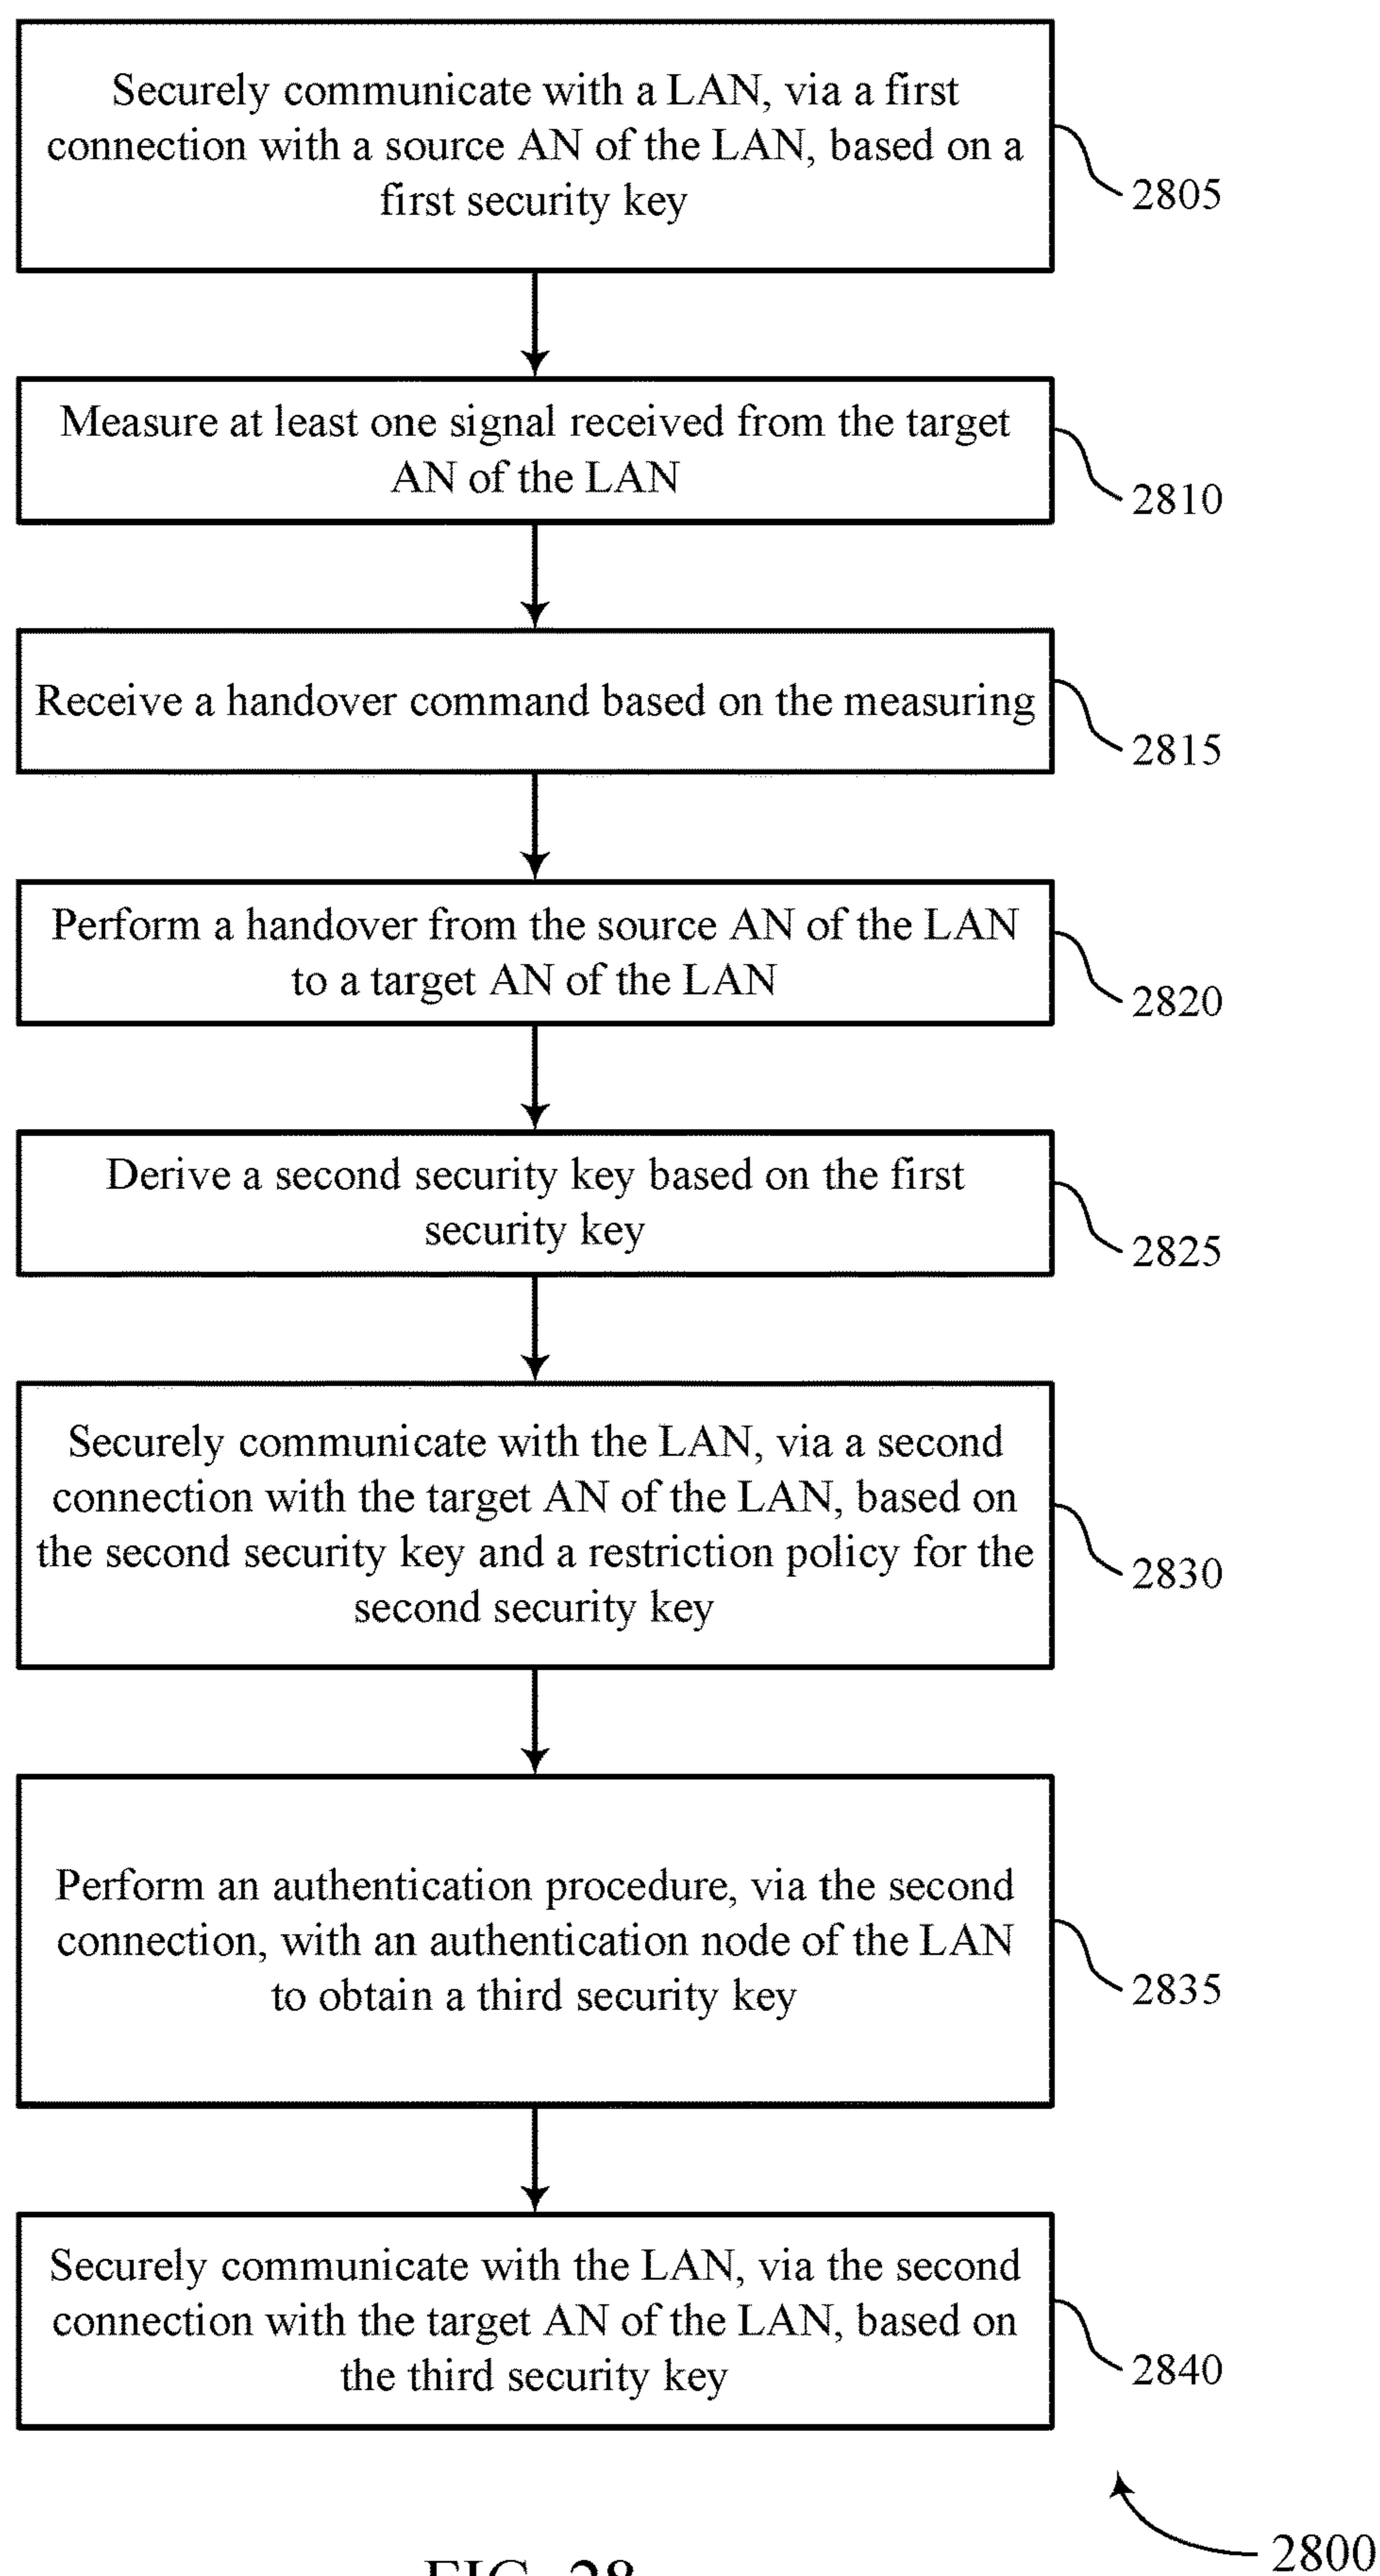 Securely communicate with a LAN, via a first
connection with a source AN of the LAN, based on a
first security key
2805
Measure at least one signal received from the target
AN of the LAN
2810
Receive a handover command based on the measuring
2815
Perform a handover from the source AN of the LAN
to a target AN of the LAN
2820
Derive a second security key based on the first
security key
2825
Securely communicate with the LAN, via a second
connection with the target AN of the LAN, based on
the second security key and a restriction policy for the
second security key
2830
Perform an authentication procedure, via the second
connection, with an authentication node of the LAN
to obtain a third security key
2835
Securely communicate with the LAN, via the second
connection with the target AN of the LAN, based on
the third security key
2840
2800
FIG. 28